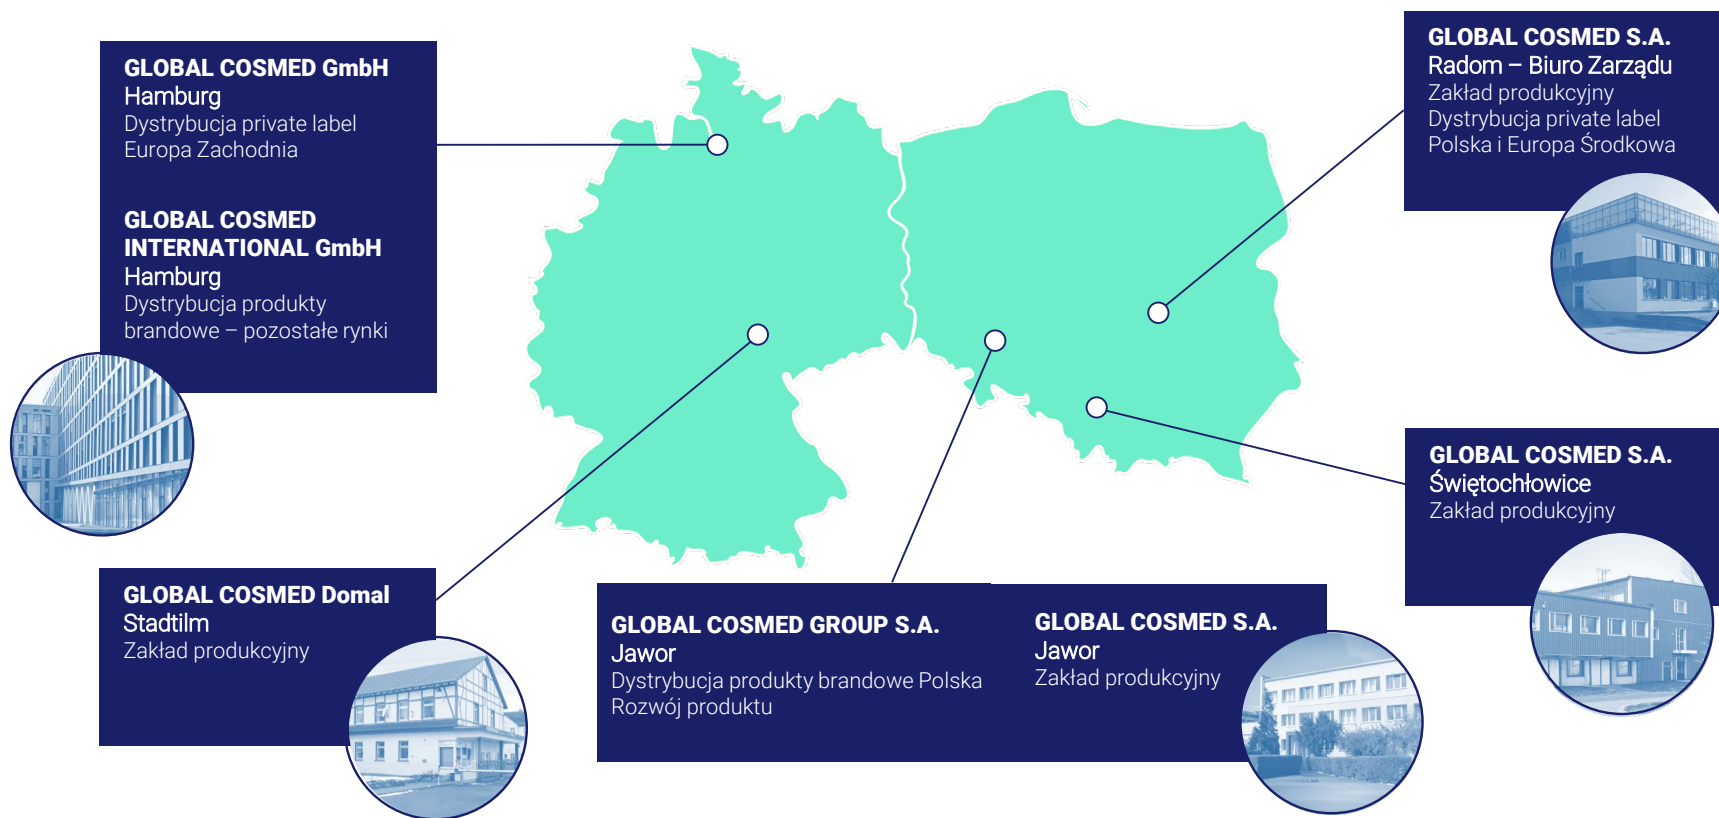 GLOBAL COSMED GmbH
Hamburg
Dystrybucja private label
Europa Zachodnia
GLOBAL COSMED
INTERNATIONAL GmbH
Hamburg
Dystrybucja produkty
brandowe – pozostałe rynki
GLOBAL COSMED S.A.
Radom – Biuro Zarządu
Zakład produkcyjny
Dystrybucja private label
Polska i Europa Środkowa
GLOBAL COSMED S.A.
Świętochłowice
Zakład produkcyjny
GLOBAL COSMED Domal
Stadtilm
Zakład produkcyjny
GLOBAL COSMED GROUP S.A.
Jawor
Dystrybucja produkty brandowe Polska
Rozwój produktu
GLOBAL COSMED S.A.
Jawor
Zakład produkcyjny